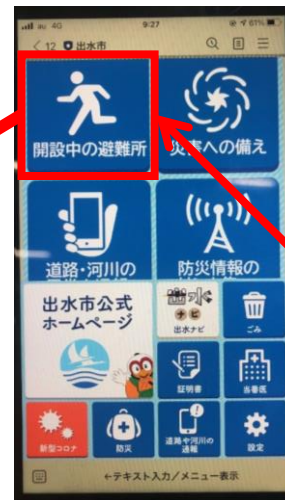 au 4G 9:27 61%
12 出水市
開設中の避難所
災害への備え
道路・河川の
防災情報の
出水市公式
ホームページ
出水ナビ
ごみ
証明書
当番医
新型コロナ
防災
道路や河川の
通報
設定
←テキスト入力/メニュー表示